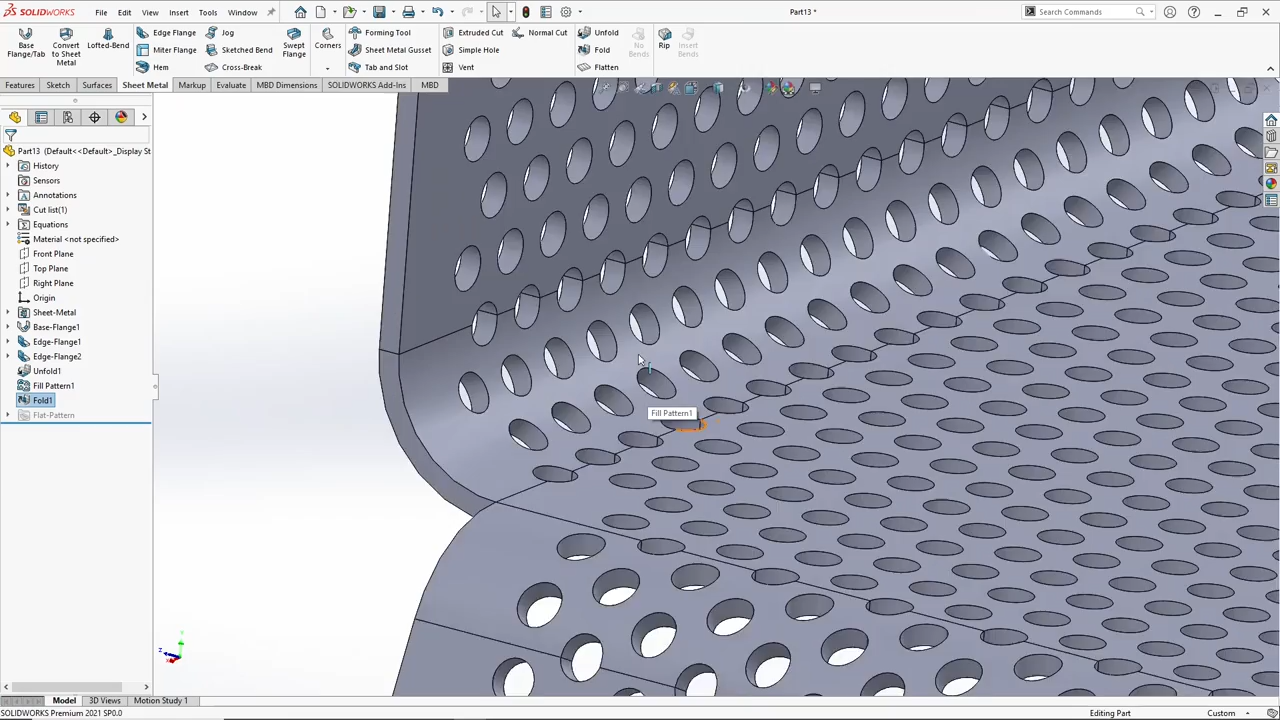 SOLIDWORKS File Edit View Insert Tools Window Part13 * Search Commands
Base Flange/Tab
Convert to Sheet Metal
Lofted-Bend
Edge Flange
Miter Flange
Hem
Jog
Sketched Bend
Cross-Break
Swept Flange
Corners
Forming Tool
Sheet Metal Gusset
Tab and Slot
Extruded Cut
Simple Hole
Vent
Normal Cut
Unfold
Fold
Flatten
No Bends
Rip
Insert Bends
Features Sketch Surfaces Sheet Metal Markup Evaluate MBD Dimensions SOLIDWORKS Add-Ins MBD
Part13 (Default<<Default>_Display St
History
Sensors
Annotations
Cut list(1)
Equations
Material <not specified>
Front Plane
Top Plane
Right Plane
Origin
Sheet-Metal
Base-Flange1
Edge-Flange1
Edge-Flange2
Unfold1
Fill Pattern1
Fold1
Flat-Pattern
Fill Pattern1
Model 3D Views Motion Study 1
SOLIDWORKS Premium 2021 SP0.0 Editing Part Custom